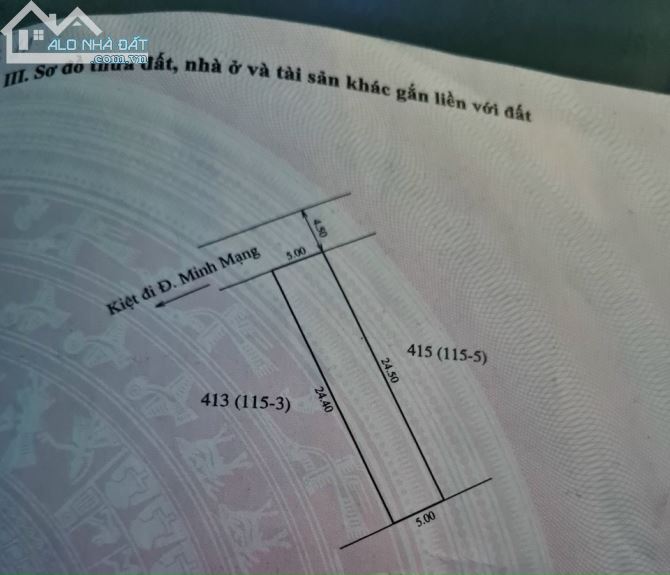 ALO NHÀ ĐẤT
.com.vn
III. Sơ đồ thửa đất, nhà ở và tài sản khác gắn liền với đất
4.50
5.00
Kiệt đi Đ. Minh Mạng
415 (115-5)
24.50
413 (115-3)
24.40
5.00